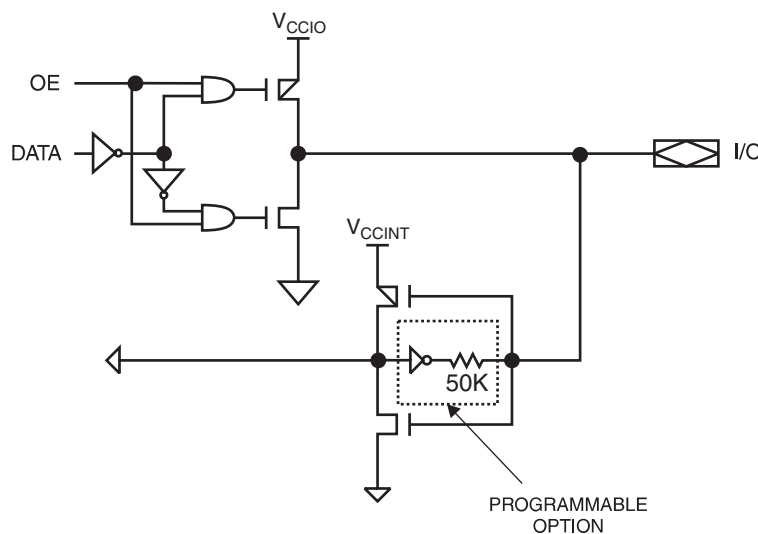 V_CCIO
OE
DATA
I/O
V_CCINT
50K
PROGRAMMABLE
OPTION